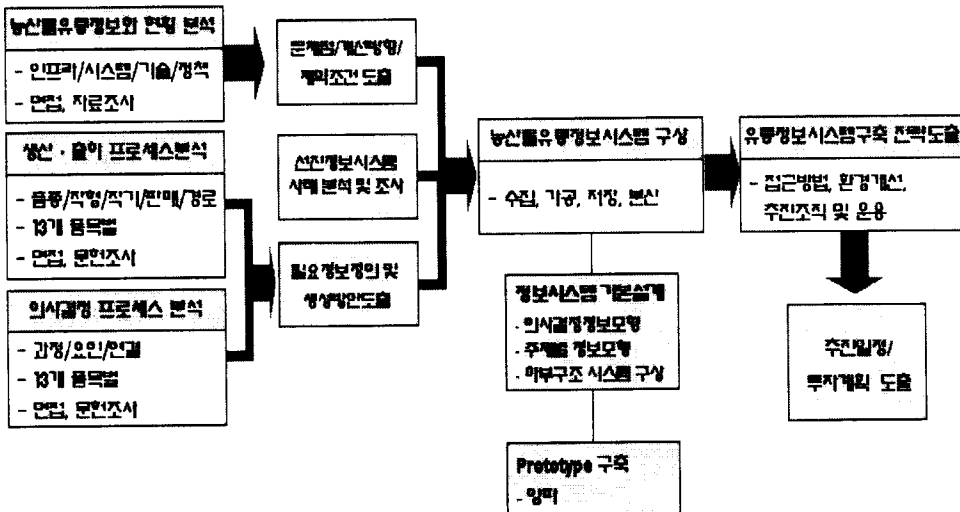 농산물유통정보화 현황 분석
- 인프라/시스템/기술/정책
- 면접, 자료조사
생산 · 출하 프로세스분석
- 품종/작형/작기/판매/경로
- 13개 품목별
- 면접, 문헌조사
의사결정 프로세스 분석
- 과정/요인/연결
- 13개 품목별
- 면접, 문헌조사
문제점/개선방향/
제약조건 도출
선진정보시스템
사례 분석 및 조사
필요정보정의 및
생성방안도출
농산물유통정보시스템 구상
- 수집, 가공, 저장, 분산
정보시스템 기본설계
· 의사결정정보모형
· 주제별 정보모형
· 하부구조 시스템 구상
Prototype 구축
- 양파
유통정보시스템구축 전략도출
- 접근방법, 환경개선,
추진조직 및 운용
추진일정/
투자계획 도출